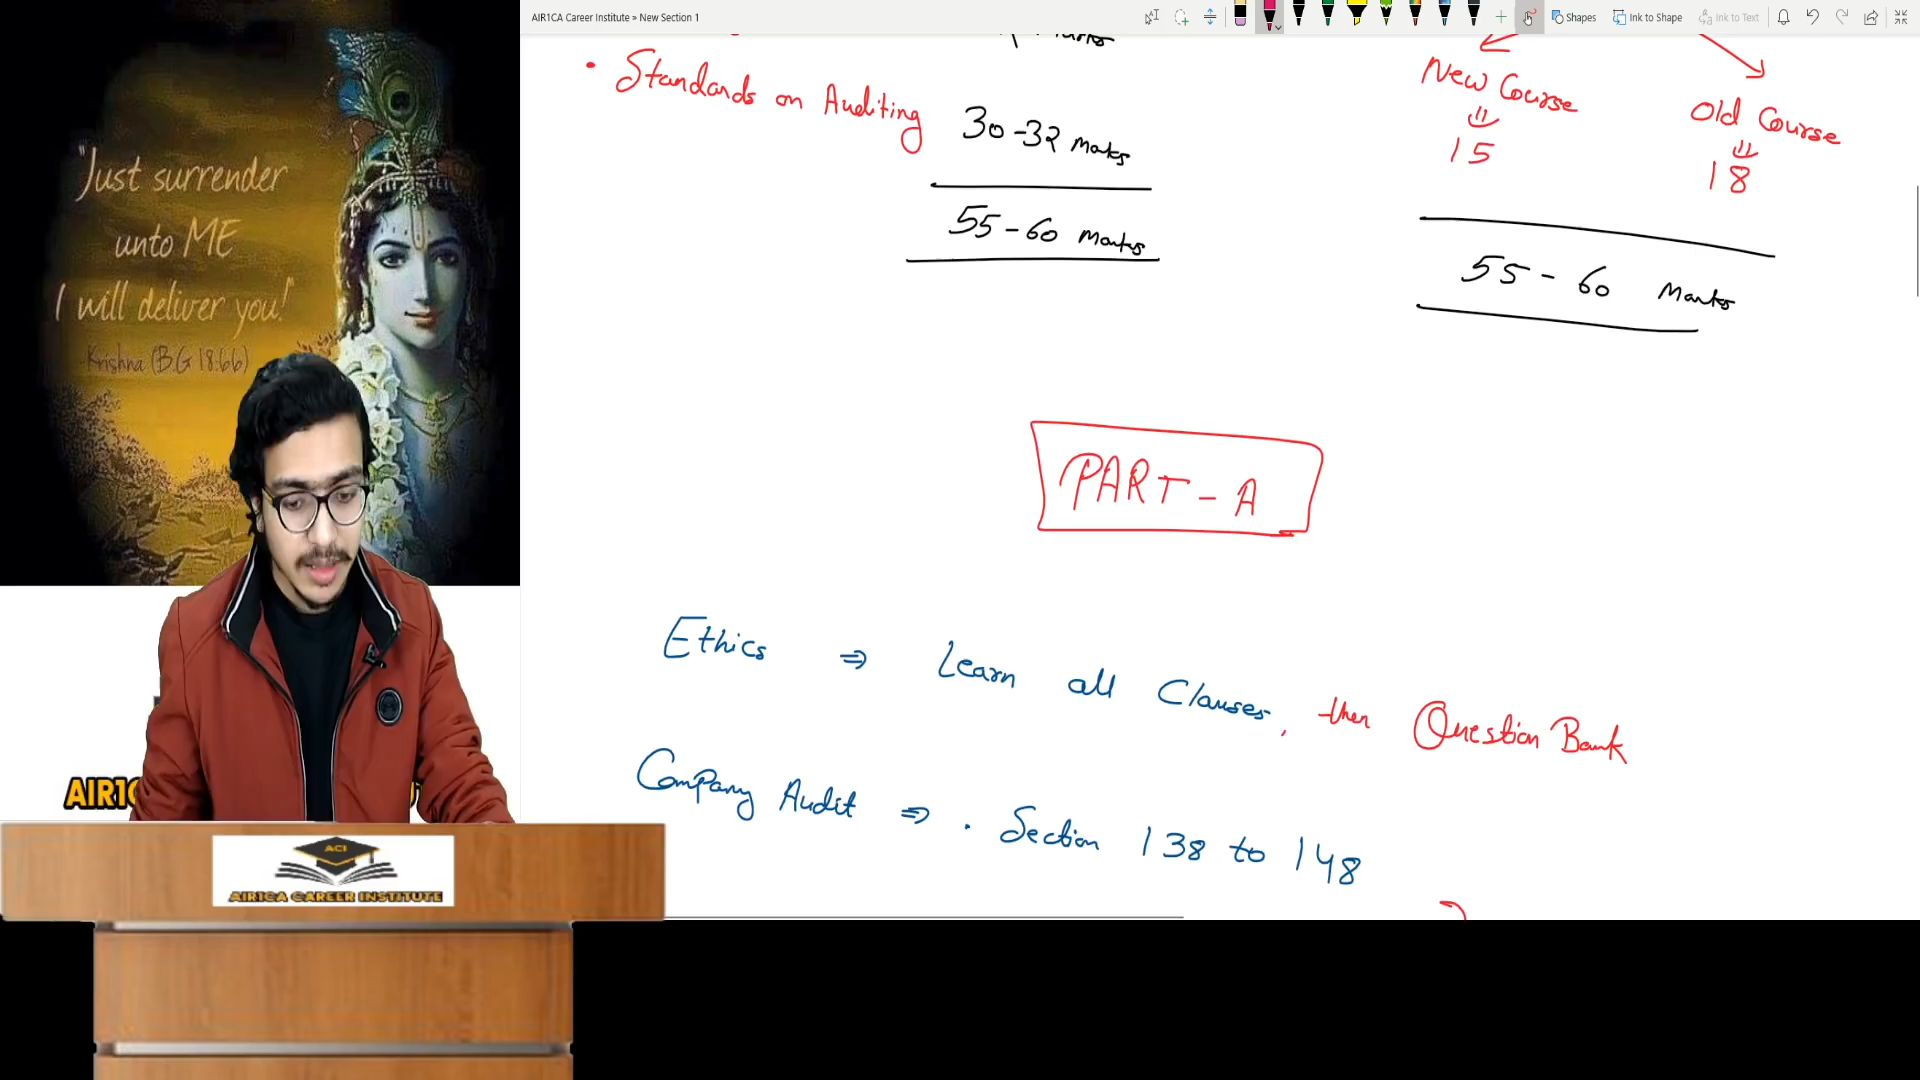 AIR1CA Career Institute » New Section 1
Shapes
Ink to Shape
Ink to Text
• Standards on Auditing
30-32 Marks
55-60 Marks
New Course
15
Old Course
18
55 - 60 Marks
PART - A
Ethics ⇒ Learn all Clauses, then Question Bank
Company Audit ⇒ • Section 138 to 148
"Just surrender
unto ME
I will deliver you!"
Krishna (B.G 18:66)
AIR1C
ACI
AIR1CA CAREER INSTITUTE